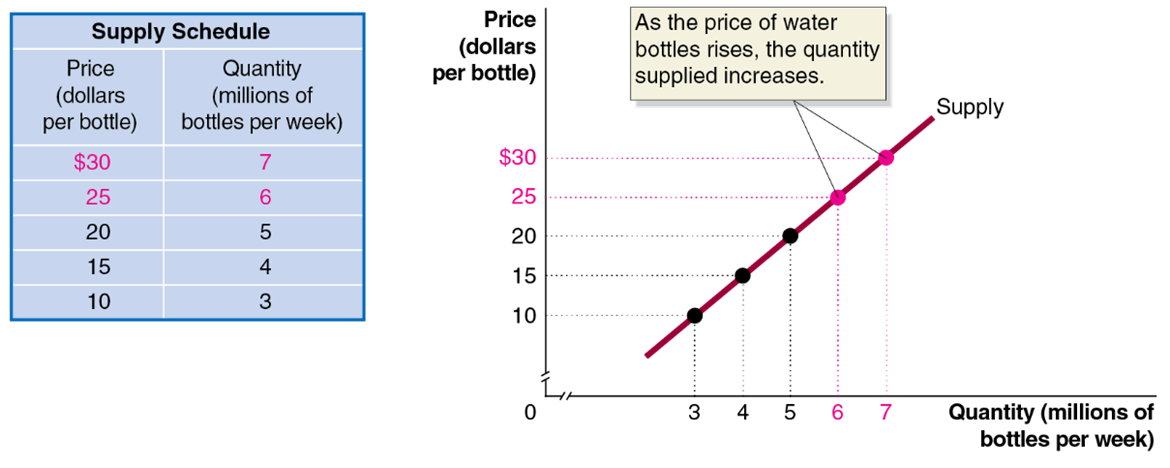 Supply Schedule
Price
(dollars
per bottle)
Quantity
(millions of
bottles per week)
$30 7
25 6
20 5
15 4
10 3
Price
(dollars
per bottle)
As the price of water
bottles rises, the quantity
supplied increases.
Supply
$30
25
20
15
10
0 3 4 5 6 7
Quantity (millions of
bottles per week)